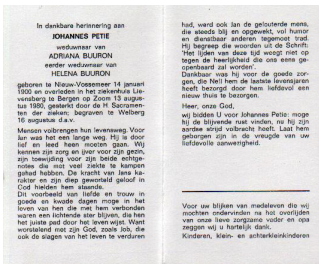 In dankbare herinnering aan
JOHANNES PETIE
weduwnaar van
ADRIANA BUURON
eerder weduwnaar van
HELENA BUURON
geboren te Nieuw-Vossemeer 14 januari
1900 en overleden in het ziekenhuis Lie-
vensberg te Bergen op Zoom 13 augustus
1980, gesterkt door de H. Sacramen-
ten der zieken; begraven te Welberg
16 augustus d.a.v.
Mensen volbrengen hun levensweg. Voor
Jan was het een lange weg. Hij is door
lief en leed heen moeten gaan. Wij
kennen zijn zorg en ijver voor zijn gezin,
zijn toewijding voor zijn beide echtge-
notes die met veel ziekte te kampen
gehad hebben. De kracht van Jans ka-
rakter en zijn diep geworteld geloof in
God hielden hem staande.
Dit voorbeeld van liefde en trouw in
goede en kwade dagen moge in het
leven van hen die met hem verbonden
waren een lichtende ster blijven, die hen
het juiste pad door het leven wijst. Want
worstelend met zijn God, zoals Job, die
ook de slagen van het leven te verduren
had, werd ook Jan de gelouterde mens,
die steeds blij en opgewekt, vol humor
en dienstbaar anderen tegemoet trad.
Hij begreep de woorden uit de Schrift:
'Het lijden van deze tijd weegt niet op
tegen de heerlijkheid die ons eens ge-
openbaard zal worden'.
Dankbaar was hij voor de goede zor-
gen, die Nell hem de laatste levensjaren
heeft bezorgd door hem liefdevol een
nieuw thuis te bezorgen.
Heer, onze God,
wij bidden U voor Johannes Petie: moge
hij de blijvende rust vinden, nu hij zijn
aardse strijd volbracht heeft. Laat hem
geborgen zijn in de vreugde van uw
liefdevolle aanwezigheid.
Voor uw blijken van medeleven die wij
mochten ondervinden na het overlijden
van onze lieve zorgzame vader en opa
zeggen wij u hartelijk dank.
Kinderen, klein- en achterkleinkinderen